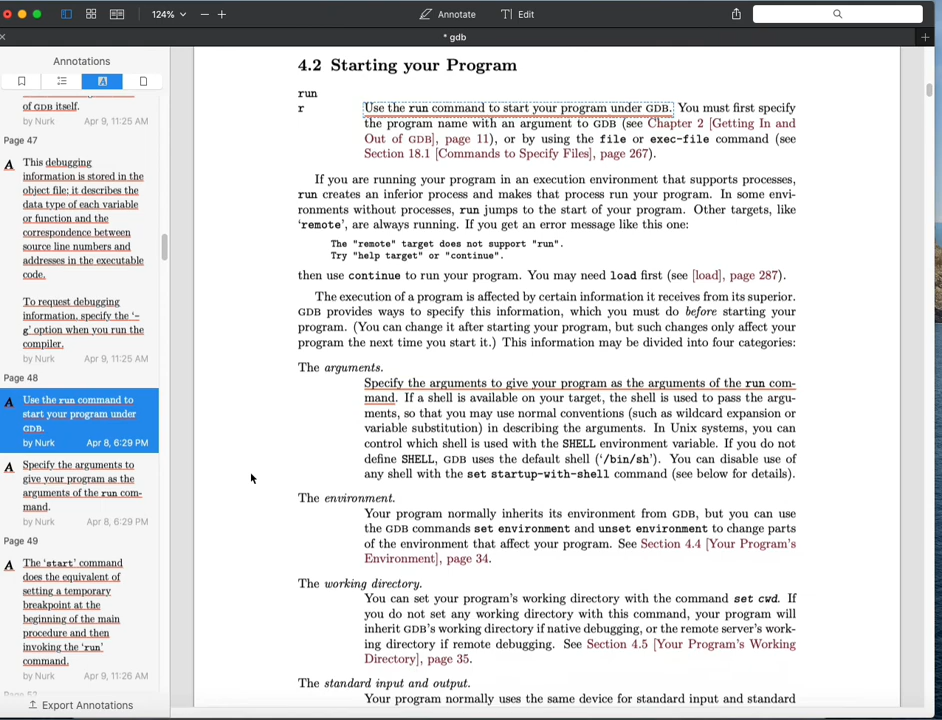 124%
Annotate
Edit
* gdb
Annotations
of GDB itself.
by Nurk Apr 9, 11:25 AM
Page 47
This debugging
information is stored in the
object file; it describes the
data type of each variable
or function and the
correspondence between
source line numbers and
addresses in the executable
code.
To request debugging
information, specify the ‘-
g’ option when you run the
compiler.
by Nurk Apr 9, 11:25 AM
Page 48
Use the run command to
start your program under
GDB.
by Nurk Apr 8, 6:29 PM
Specify the arguments to
give your program as the
arguments of the run com-
mand.
by Nurk Apr 8, 6:29 PM
Page 49
The ‘start’ command
does the equivalent of
setting a temporary
breakpoint at the
beginning of the main
procedure and then
invoking the ‘run’
command.
by Nurk Apr 9, 11:26 AM
Export Annotations
4.2 Starting your Program
run
r Use the run command to start your program under GDB. You must first specify
the program name with an argument to GDB (see Chapter 2 [Getting In and
Out of GDB], page 11), or by using the file or exec-file command (see
Section 18.1 [Commands to Specify Files], page 267).
If you are running your program in an execution environment that supports processes,
run creates an inferior process and makes that process run your program. In some envi-
ronments without processes, run jumps to the start of your program. Other targets, like
‘remote’, are always running. If you get an error message like this one:
The "remote" target does not support "run".
Try "help target" or "continue".
then use continue to run your program. You may need load first (see [load], page 287).
The execution of a program is affected by certain information it receives from its superior.
GDB provides ways to specify this information, which you must do before starting your
program. (You can change it after starting your program, but such changes only affect your
program the next time you start it.) This information may be divided into four categories:
The arguments.
Specify the arguments to give your program as the arguments of the run com-
mand. If a shell is available on your target, the shell is used to pass the argu-
ments, so that you may use normal conventions (such as wildcard expansion or
variable substitution) in describing the arguments. In Unix systems, you can
control which shell is used with the SHELL environment variable. If you do not
define SHELL, GDB uses the default shell (‘/bin/sh’). You can disable use of
any shell with the set startup-with-shell command (see below for details).
The environment.
Your program normally inherits its environment from GDB, but you can use
the GDB commands set environment and unset environment to change parts
of the environment that affect your program. See Section 4.4 [Your Program's
Environment], page 34.
The working directory.
You can set your program's working directory with the command set cwd. If
you do not set any working directory with this command, your program will
inherit GDB's working directory if native debugging, or the remote server's work-
ing directory if remote debugging. See Section 4.5 [Your Program's Working
Directory], page 35.
The standard input and output.
Your program normally uses the same device for standard input and standard